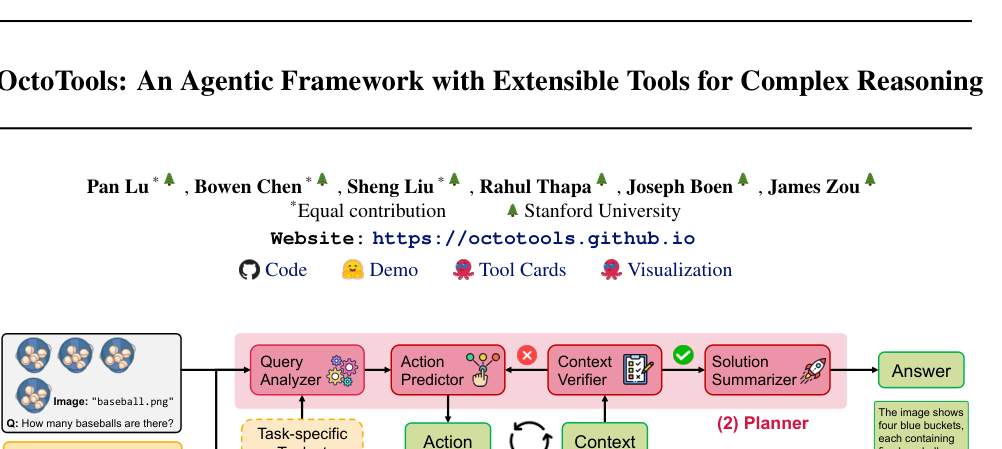 OctoTools: An Agentic Framework with Extensible Tools for Complex Reasoning
Pan Lu * , Bowen Chen * , Sheng Liu * , Rahul Thapa , Joseph Boen , James Zou
*Equal contribution Stanford University
Website: https://octotools.github.io
Code Demo Tool Cards Visualization
Image: "baseball.png"
Q: How many baseballs are there?
Query
Analyzer
Action
Predictor
Context
Verifier
Solution
Summarizer
Answer
(2) Planner
Task-specific
Action
Context
The image shows
four blue buckets,
each containing